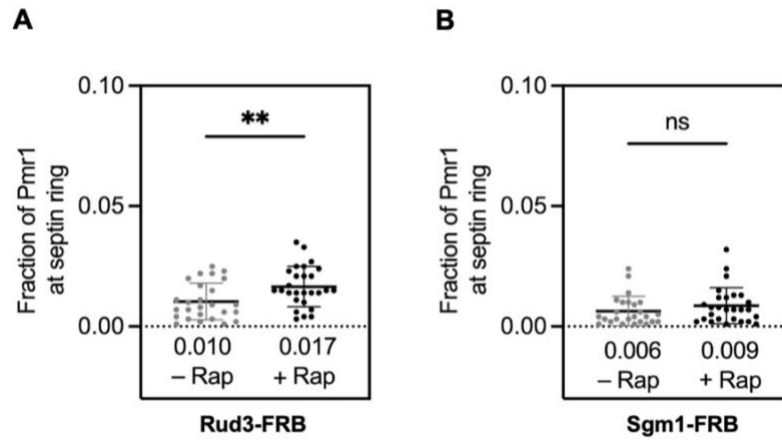 A
Fraction of Pmr1
at septin ring
0.10
0.05
0.00
**
0.010
0.017
– Rap
+ Rap
Rud3-FRB
B
Fraction of Pmr1
at septin ring
0.10
0.05
0.00
ns
0.006
0.009
– Rap
+ Rap
Sgm1-FRB